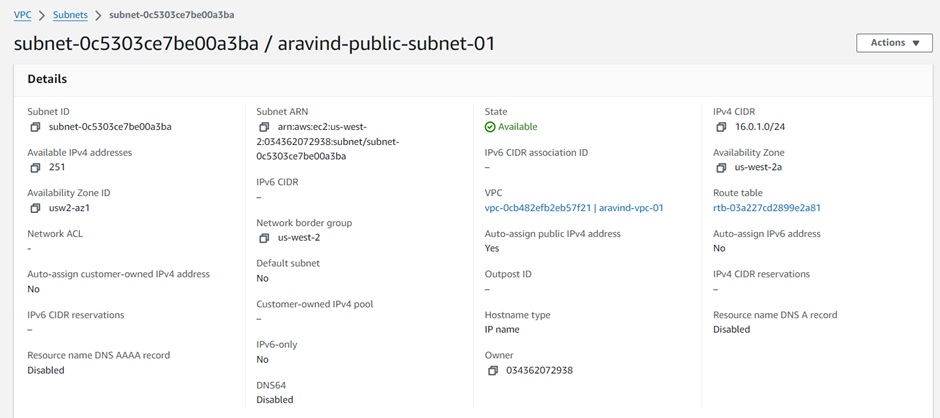 VPC > Subnets > subnet-0c5303ce7be00a3ba
subnet-0c5303ce7be00a3ba / aravind-public-subnet-01
Actions ▼
Details
Subnet ID
subnet-0c5303ce7be00a3ba
Available IPv4 addresses
251
Availability Zone ID
usw2-az1
Network ACL
-
Auto-assign customer-owned IPv4 address
No
IPv6 CIDR reservations
–
Resource name DNS AAAA record
Disabled
Subnet ARN
arn:aws:ec2:us-west-
2:034362072938:subnet/subnet-
0c5303ce7be00a3ba
IPv6 CIDR
–
Network border group
us-west-2
Default subnet
No
Customer-owned IPv4 pool
–
IPv6-only
No
DNS64
Disabled
State
Available
IPv6 CIDR association ID
–
VPC
vpc-0cb482efb2eb57f21 | aravind-vpc-01
Auto-assign public IPv4 address
Yes
Outpost ID
–
Hostname type
IP name
Owner
034362072938
IPv4 CIDR
16.0.1.0/24
Availability Zone
us-west-2a
Route table
rtb-03a227cd2899e2a81
Auto-assign IPv6 address
No
IPv4 CIDR reservations
–
Resource name DNS A record
Disabled